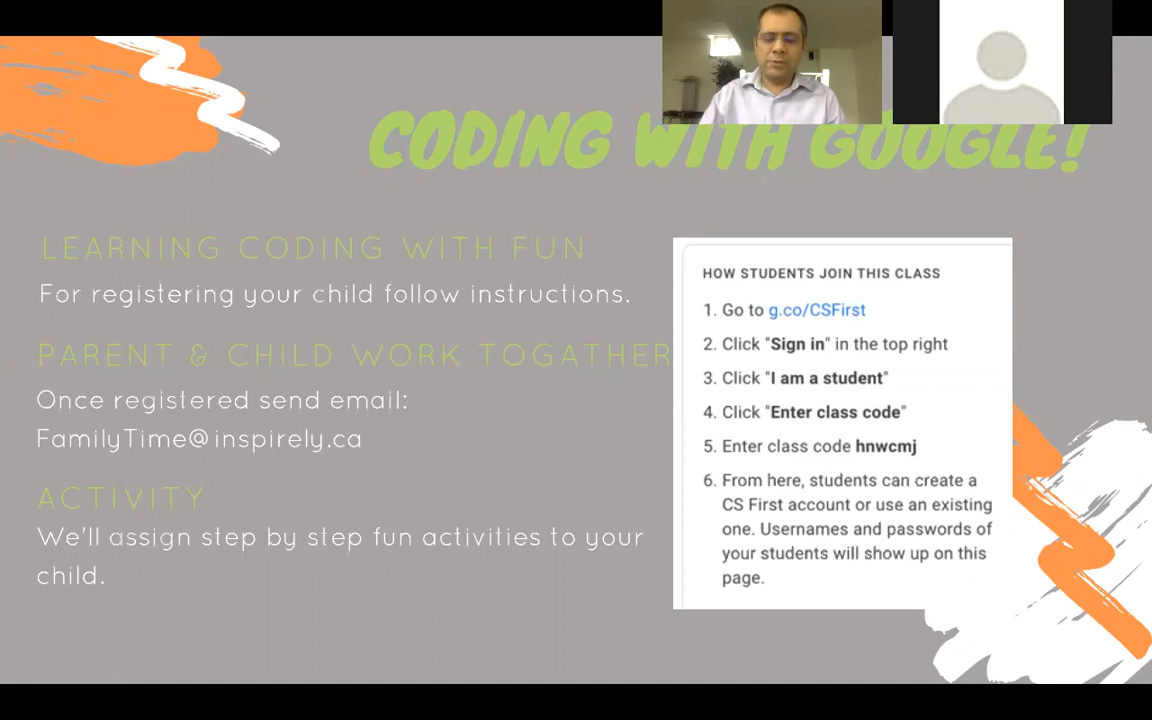 CODING WITH GOOGLE!
LEARNING CODING WITH FUN
For registering your child follow instructions.
PARENT & CHILD WORK TOGATHER
Once registered send email:
FamilyTime@inspirely.ca
ACTIVITY
We'll assign step by step fun activities to your
child.
HOW STUDENTS JOIN THIS CLASS
1. Go to g.co/CSFirst
2. Click "Sign in" in the top right
3. Click "I am a student"
4. Click "Enter class code"
5. Enter class code hnwcmj
6. From here, students can create a
CS First account or use an existing
one. Usernames and passwords of
your students will show up on this
page.